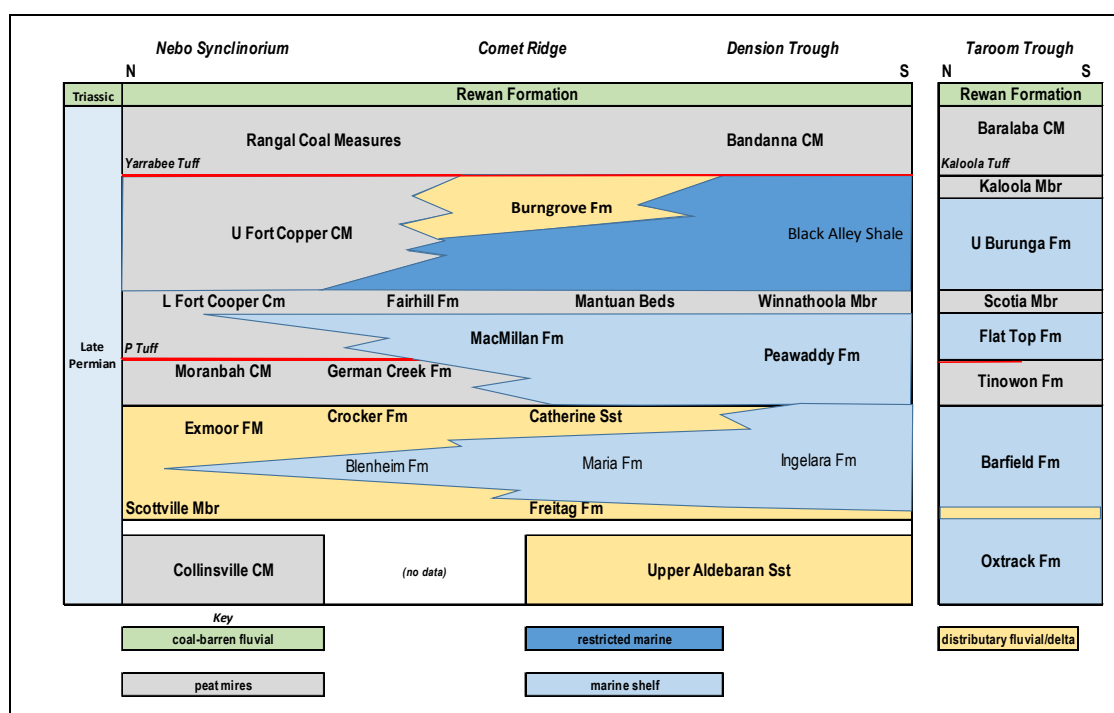 Nebo Synclinorium Comet Ridge Dension Trough Taroom Trough
N S N S
Triassic Rewan Formation Rewan Formation
Rangal Coal Measures Bandanna CM Baralaba CM
Yarrabee Tuff Kaloola Tuff
Kaloola Mbr
Burngrove Fm
U Fort Copper CM Black Alley Shale U Burunga Fm
L Fort Cooper Cm Fairhill Fm Mantuan Beds Winnathoola Mbr Scotia Mbr
MacMillan Fm Flat Top Fm
Late
Permian
P Tuff Peawaddy Fm
Moranbah CM German Creek Fm Tinowon Fm
Crocker Fm Catherine Sst
Exmoor FM
Blenheim Fm Maria Fm Ingelara Fm Barfield Fm
Scottville Mbr Freitag Fm
Collinsville CM (no data) Upper Aldebaran Sst Oxtrack Fm
Key
coal-barren fluvial restricted marine distributary fluvial/delta
peat mires marine shelf